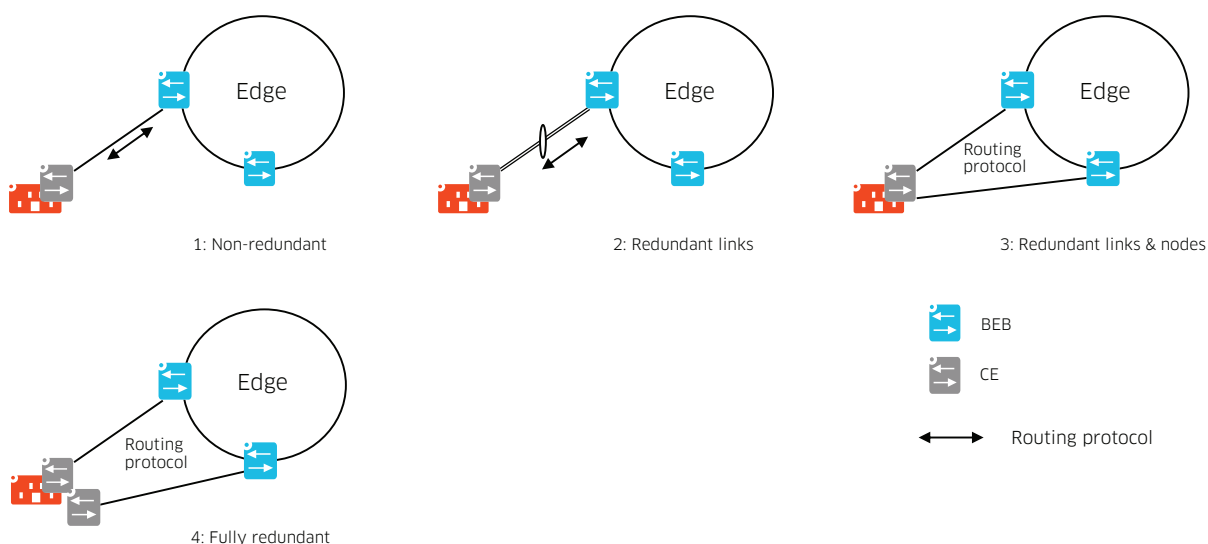 Edge
Edge
Edge
Routing
protocol
1: Non-redundant
2: Redundant links
3: Redundant links & nodes
Edge
Routing
protocol
4: Fully redundant
BEB
CE
Routing protocol